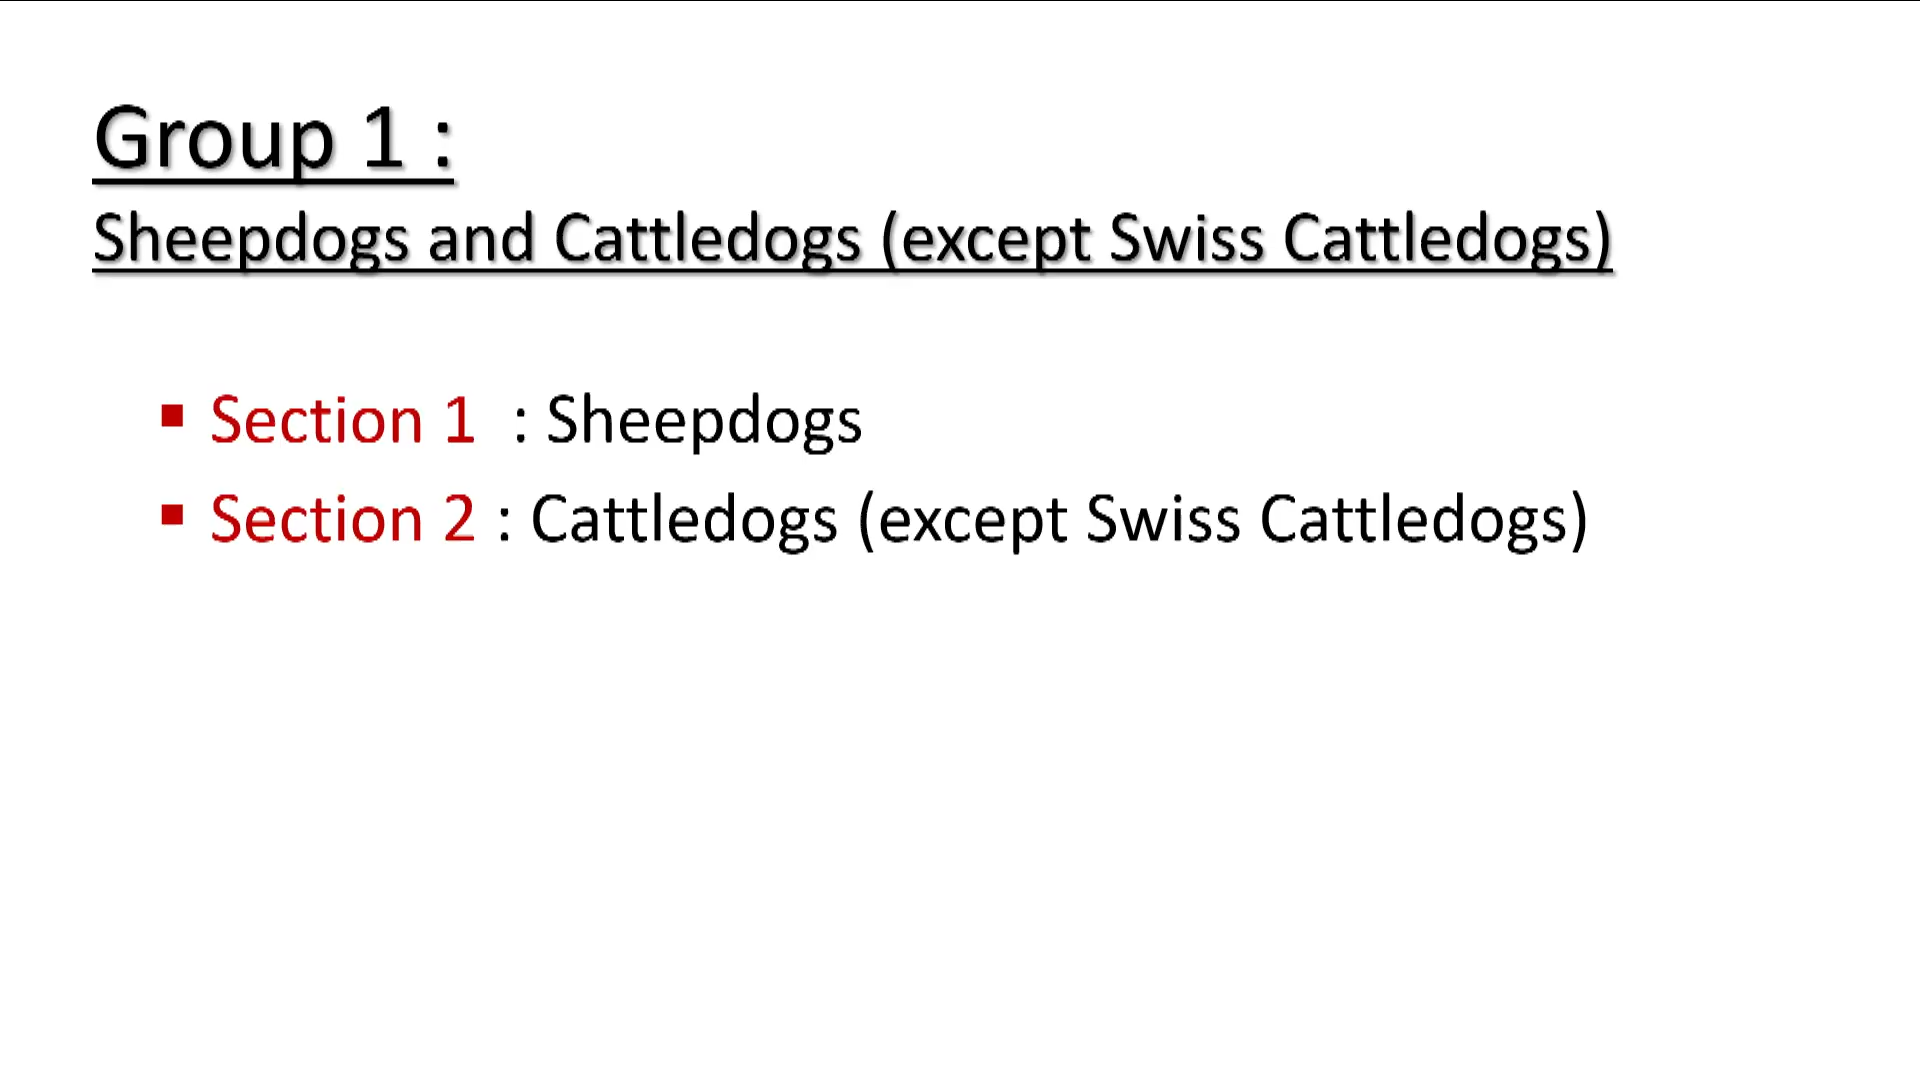 Group 1 :
Sheepdogs and Cattledogs (except Swiss Cattledogs)
▪ Section 1 : Sheepdogs
▪ Section 2 : Cattledogs (except Swiss Cattledogs)